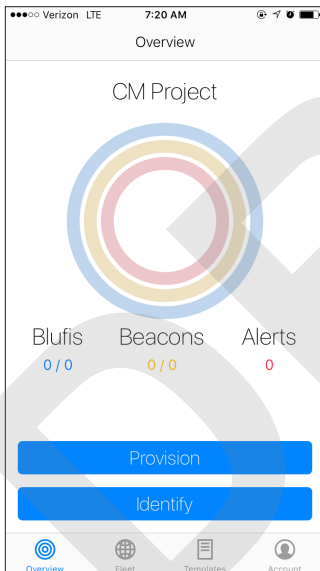 Verizon LTE 7:20 AM
Overview
CM Project
Blufis Beacons Alerts
0 / 0 0 / 0 0
Provision
Identify
Overview Fleet Templates Account